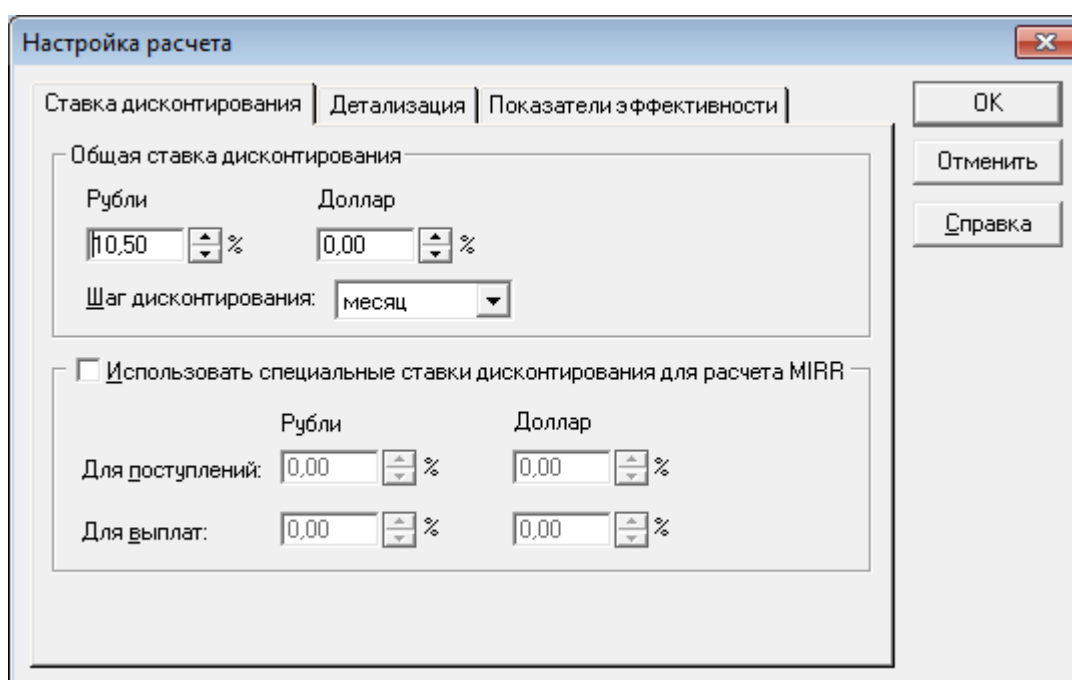 Настройка расчета
Ставка дисконтирования Детализация Показатели эффективности
OK
Отменить
Справка
Общая ставка дисконтирования
Рубли Доллар
10,50 % 0,00 %
Шаг дисконтирования: месяц
Использовать специальные ставки дисконтирования для расчета MIRR
Рубли Доллар
Для поступлений: 0,00 % 0,00 %
Для выплат: 0,00 % 0,00 %